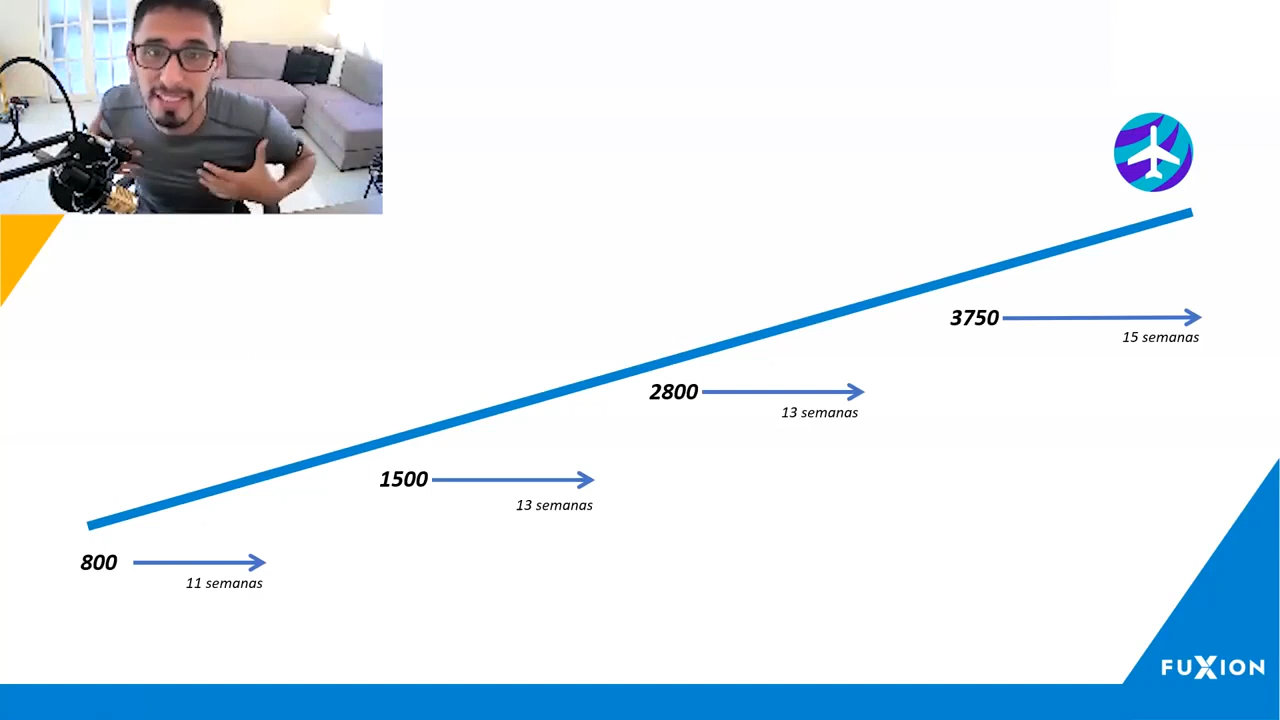 3750
15 semanas
2800
13 semanas
1500
13 semanas
800
11 semanas
FUXION